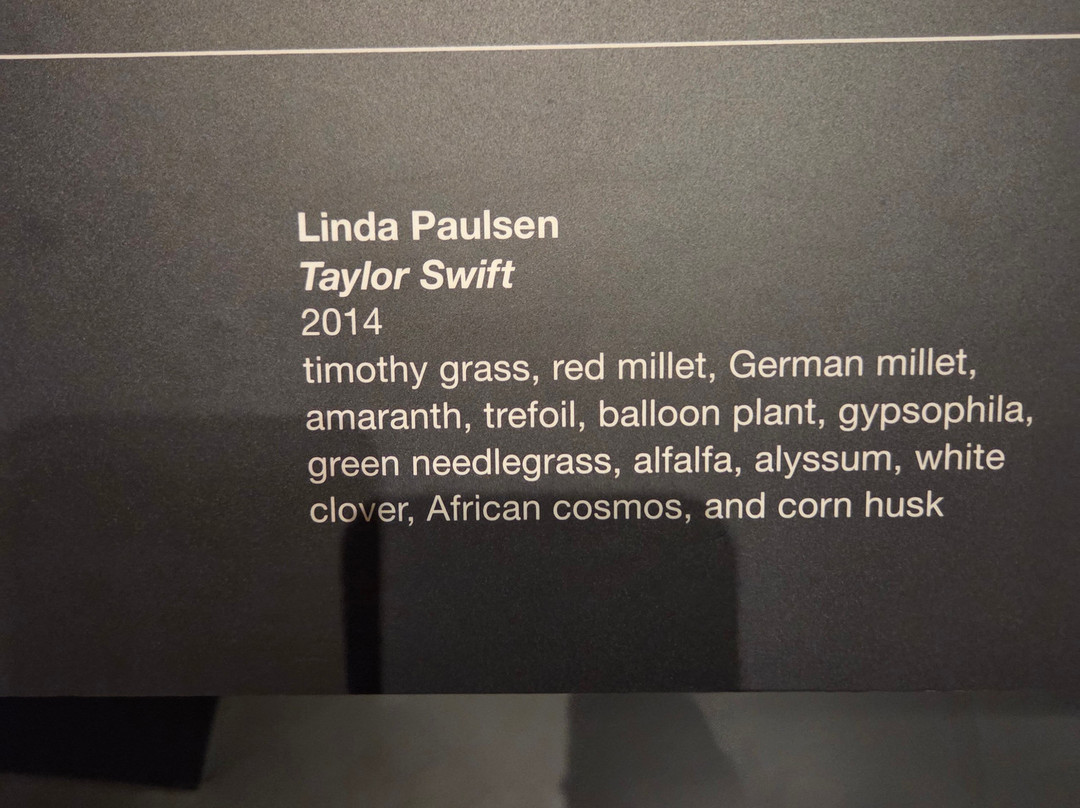 Linda Paulsen
Taylor Swift
2014
timothy grass, red millet, German millet,
amaranth, trefoil, balloon plant, gypsophila,
green needlegrass, alfalfa, alyssum, white
clover, African cosmos, and corn husk